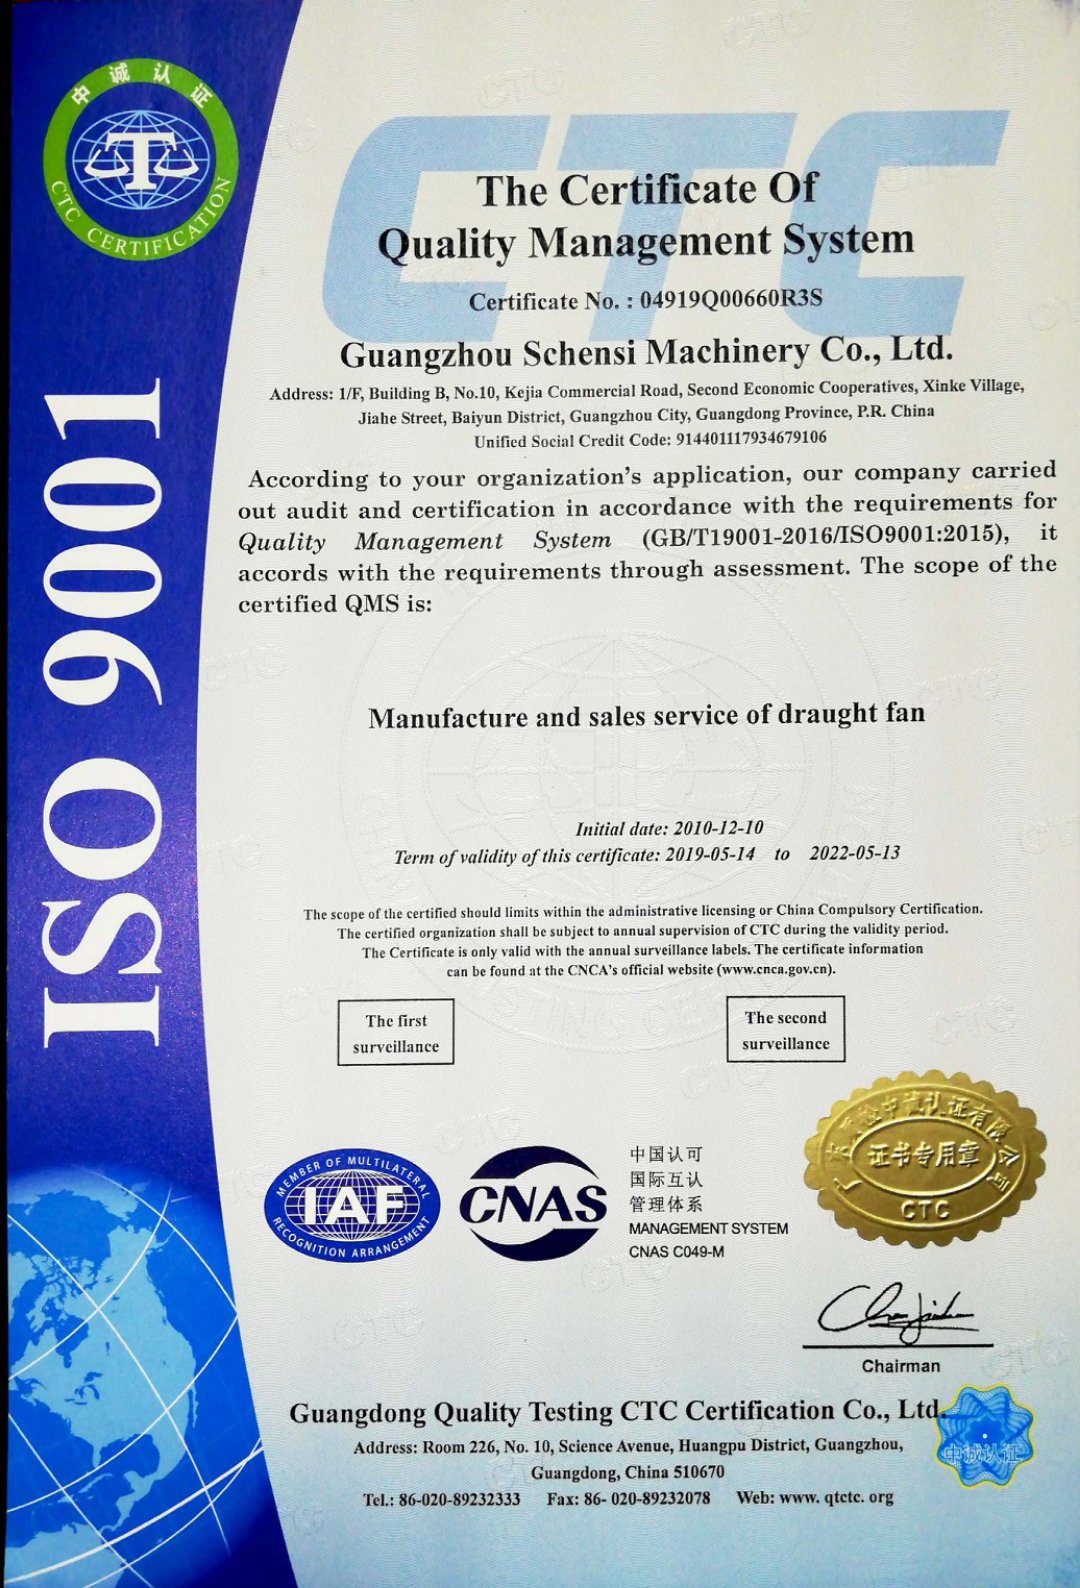 中诚认证
CTC CERTIFICATION
ISO 9001
CTC
The Certificate Of
Quality Management System
Certificate No. : 04919Q00660R3S
Guangzhou Schensi Machinery Co., Ltd.
Address: 1/F, Building B, No.10, Kejia Commercial Road, Second Economic Cooperatives, Xinke Village,
Jiahe Street, Baiyun District, Guangzhou City, Guangdong Province, P.R. China
Unified Social Credit Code: 914401117934679106
According to your organization's application, our company carried
out audit and certification in accordance with the requirements for
Quality Management System (GB/T19001-2016/ISO9001:2015), it
accords with the requirements through assessment. The scope of the
certified QMS is:
Manufacture and sales service of draught fan
Initial date: 2010-12-10
Term of validity of this certificate: 2019-05-14 to 2022-05-13
The scope of the certified should limits within the administrative licensing or China Compulsory Certification.
The certified organization shall be subject to annual supervision of CTC during the validity period.
The Certificate is only valid with the annual surveillance labels. The certificate information
can be found at the CNCA's official website (www.cnca.gov.cn).
The first
surveillance
The second
surveillance
MEMBER OF MULTILATERAL
IAF
RECOGNITION ARRANGEMENT
CNAS
中国认可
国际互认
管理体系
MANAGEMENT SYSTEM
CNAS C049-M
中诚认证有限公司
证书专用章
CTC
Chairman
Guangdong Quality Testing CTC Certification Co., Ltd.
Address: Room 226, No. 10, Science Avenue, Huangpu District, Guangzhou,
Guangdong, China 510670
Tel.: 86-020-89232333 Fax: 86- 020-89232078 Web: www. qtctc. org
中诚认证